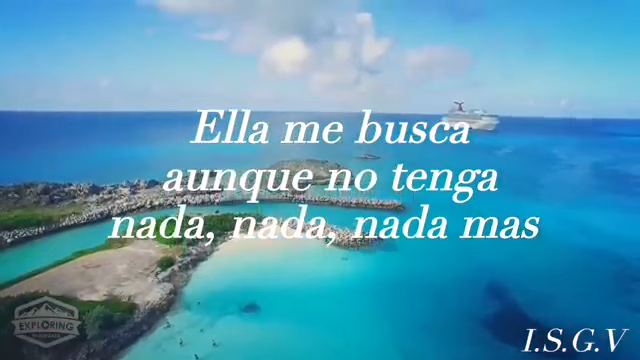 Ella me busca
aunque no tenga
nada, nada, nada mas
EXPLORING
I.S.G.V